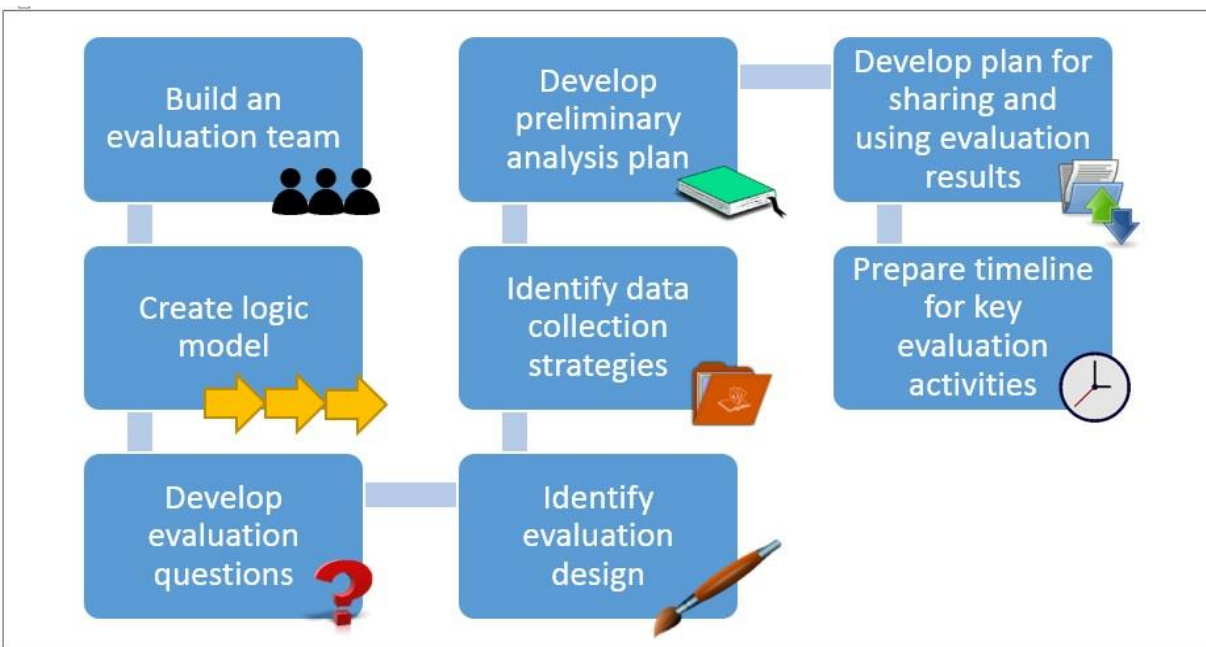 Build an
evaluation team
Create logic
model
Develop
evaluation
questions
Identify
evaluation
design
Identify data
collection
strategies
Develop
preliminary
analysis plan
Develop plan for
sharing and
using evaluation
results
Prepare timeline
for key
evaluation
activities